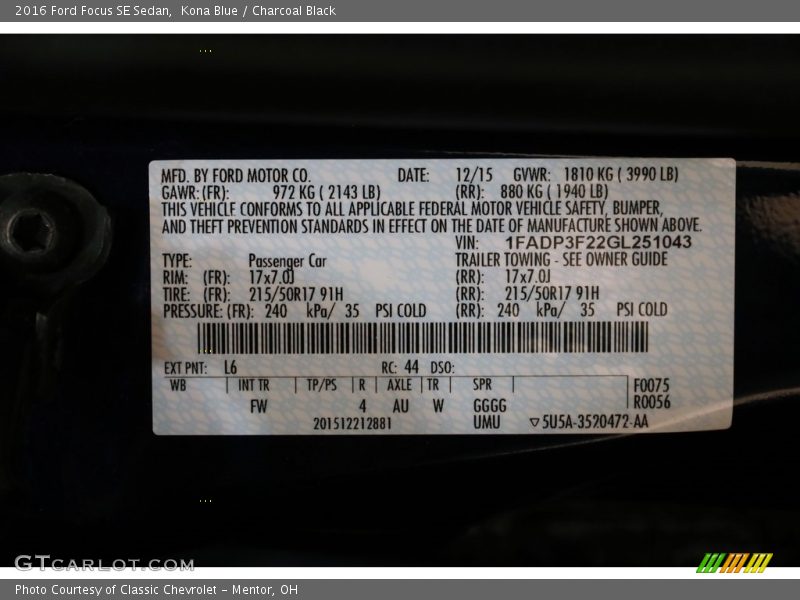 2016 Ford Focus SE Sedan,  Kona Blue / Charcoal Black
MFD. BY FORD MOTOR CO. DATE: 12/15 GVWR: 1810 KG ( 3990 LB)
GAWR: (FR): 972 KG ( 2143 LB) (RR): 880 KG ( 1940 LB)
THIS VEHICLE CONFORMS TO ALL APPLICABLE FEDERAL MOTOR VEHICLE SAFETY, BUMPER,
AND THEFT PREVENTION STANDARDS IN EFFECT ON THE DATE OF MANUFACTURE SHOWN ABOVE.
VIN: 1FADP3F22GL251043
TYPE: Passenger Car TRAILER TOWING - SEE OWNER GUIDE
RIM: (FR): 17x7.0J (RR): 17x7.0J
TIRE: (FR): 215/50R17 91H (RR): 215/50R17 91H
PRESSURE: (FR): 240 kPa/ 35 PSI COLD (RR): 240 kPa/ 35 PSI COLD
EXT PNT: L6 RC: 44 DSO:
WB INT TR TP/PS R AXLE TR SPR F0075
FW 4 AU W GGGG R0056
201512212881 UMU ▽5U5A-3520472-AA
GTCARLOT.COM
Photo Courtesy of Classic Chevrolet - Mentor, OH